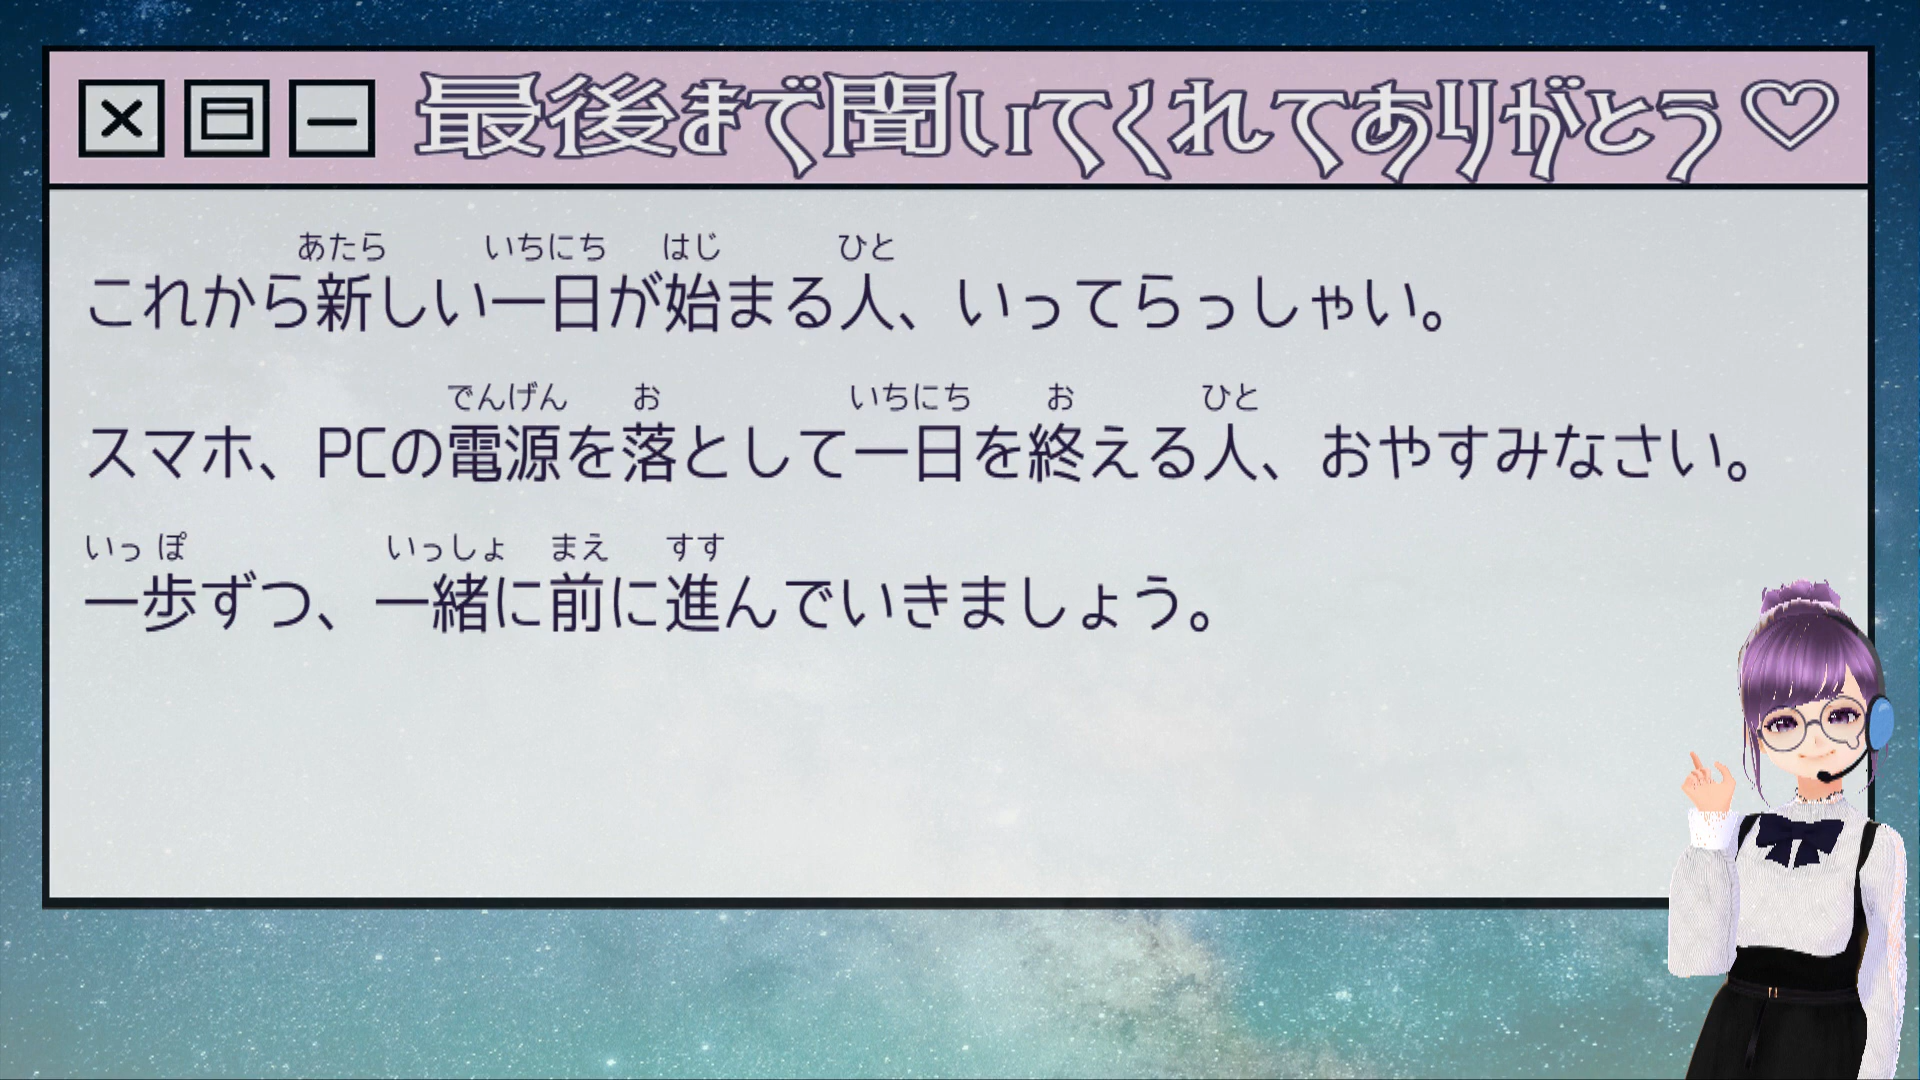 最後まで聞いてくれてありがとう♡
あたら いちにち はじ ひと
これから新しい一日が始まる人、いってらっしゃい。
でんげん お いちにち お ひと
スマホ、PCの電源を落として一日を終える人、おやすみなさい。
いっ ぽ いっしょ まえ すす
一歩ずつ、一緒に前に進んでいきましょう。